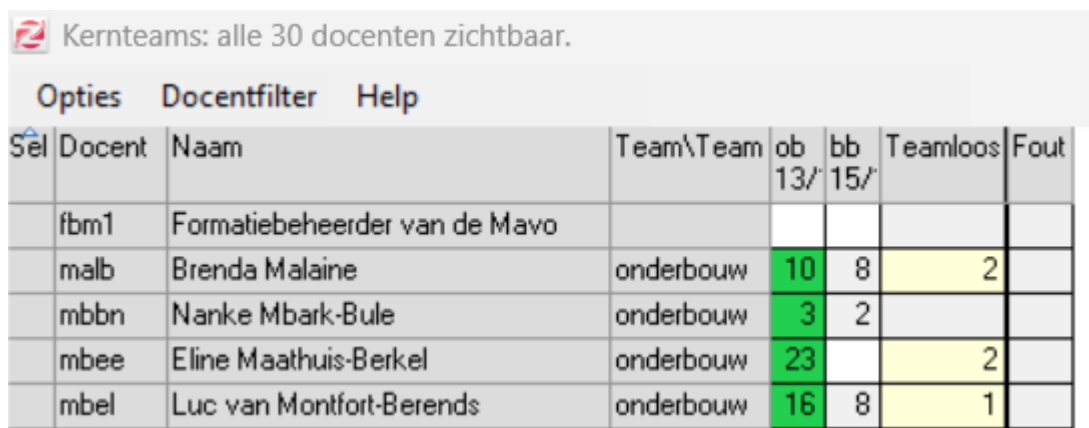 Kernteams: alle 30 docenten zichtbaar.
Opties Docentfilter Help
Sel Docent Naam Team\Team ob bb Teamloos Fout
13/ 15/
fbm1 Formatiebeheerder van de Mavo
malb Brenda Malaine onderbouw 10 8 2
mbbn Nanke Mbark-Bule onderbouw 3 2
mbee Eline Maathuis-Berkel onderbouw 23 2
mbel Luc van Montfort-Berends onderbouw 16 8 1